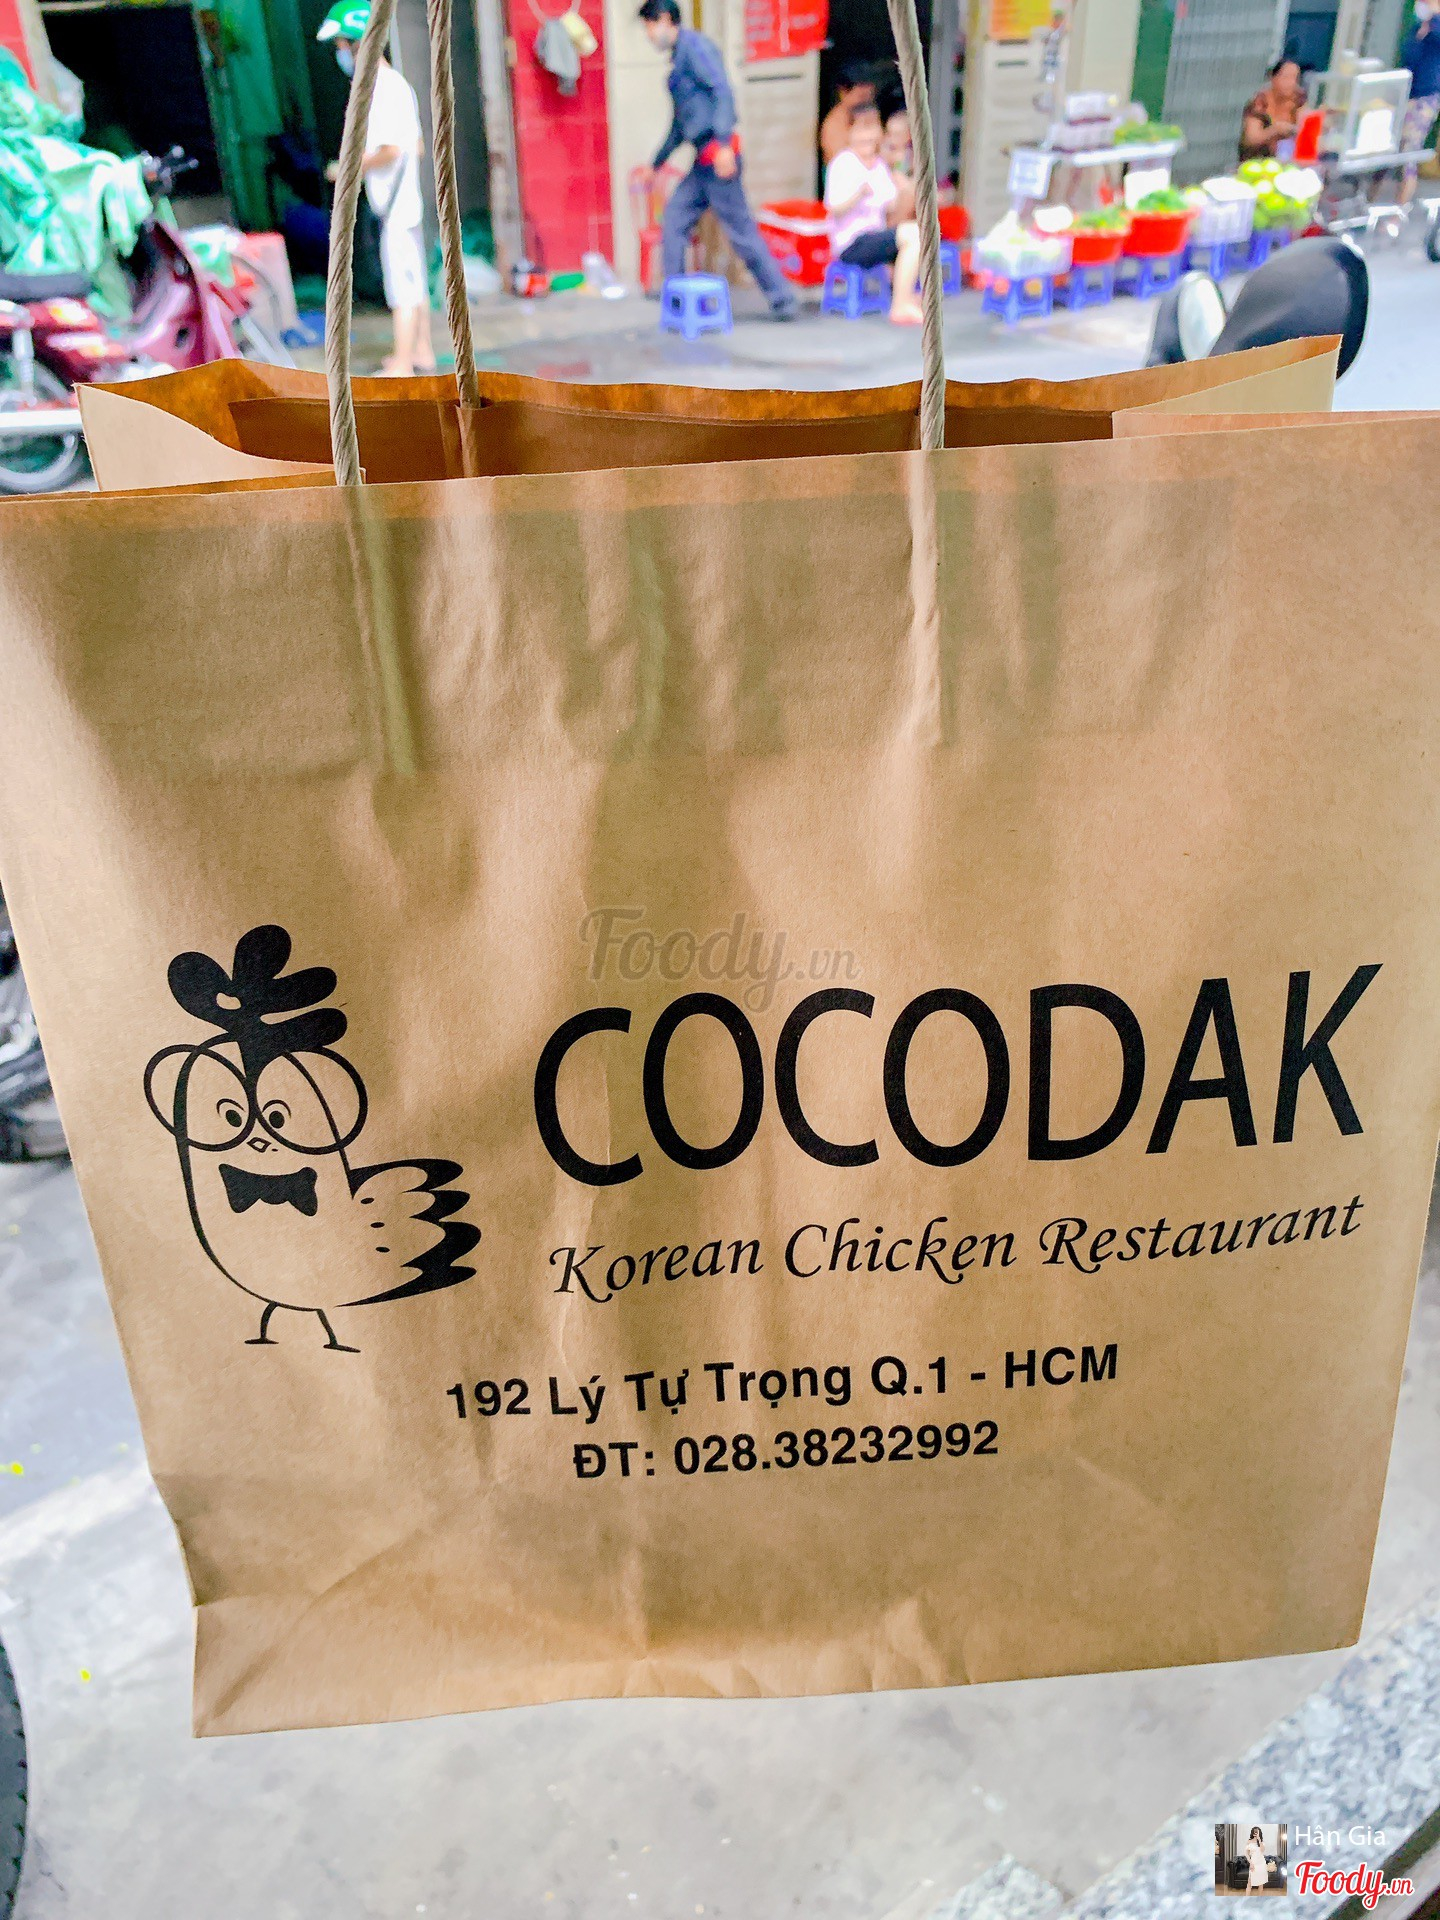 Foody.vn
COCODAK
Korean Chicken Restaurant
192 Lý Tự Trọng Q.1 - HCM
ĐT: 028.38232992
Hân Gia
Foody.vn